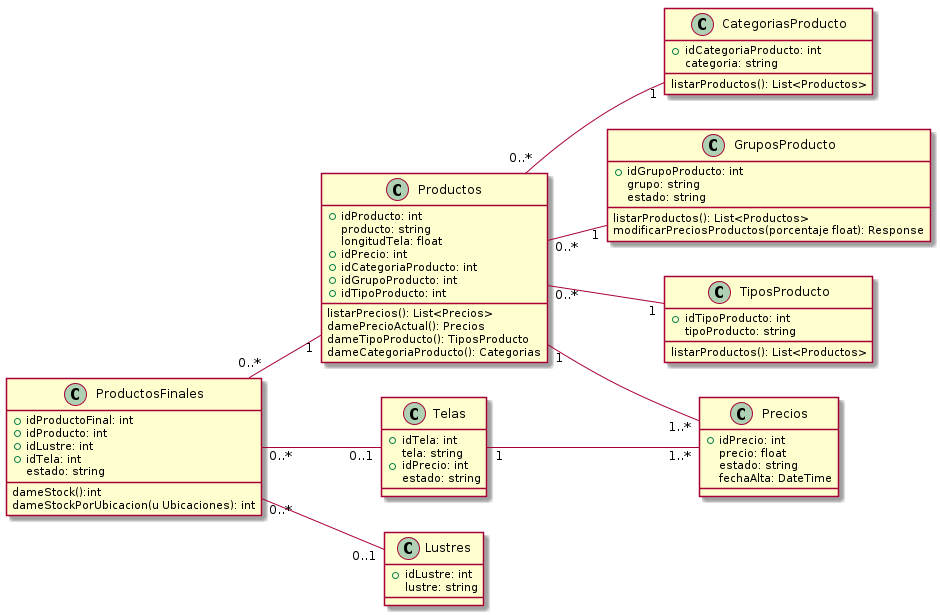 C CategoriasProducto
idCategoriaProducto: int
categoria: string
listarProductos(): List<Productos>
1
0..*
C GruposProducto
idGrupoProducto: int
grupo: string
estado: string
listarProductos(): List<Productos>
modificarPreciosProductos(porcentaje float): Response
1
0..*
C Productos
idProducto: int
producto: string
longitudTela: float
idPrecio: int
idCategoriaProducto: int
idGrupoProducto: int
idTipoProducto: int
listarPrecios(): List<Precios>
damePrecioActual(): Precios
dameTipoProducto(): TiposProducto
dameCategoriaProducto(): Categorias
C TiposProducto
idTipoProducto: int
tipoProducto: string
listarProductos(): List<Productos>
0..*
1
1
1..*
0..*
1
C ProductosFinales
idProductoFinal: int
idProducto: int
idLustre: int
idTela: int
estado: string
dameStock():int
dameStockPorUbicacion(u Ubicaciones): int
0..*
0..1
C Telas
idTela: int
tela: string
idPrecio: int
estado: string
1
1..*
C Precios
idPrecio: int
precio: float
estado: string
fechaAlta: DateTime
0..*
0..1
C Lustres
idLustre: int
lustre: string